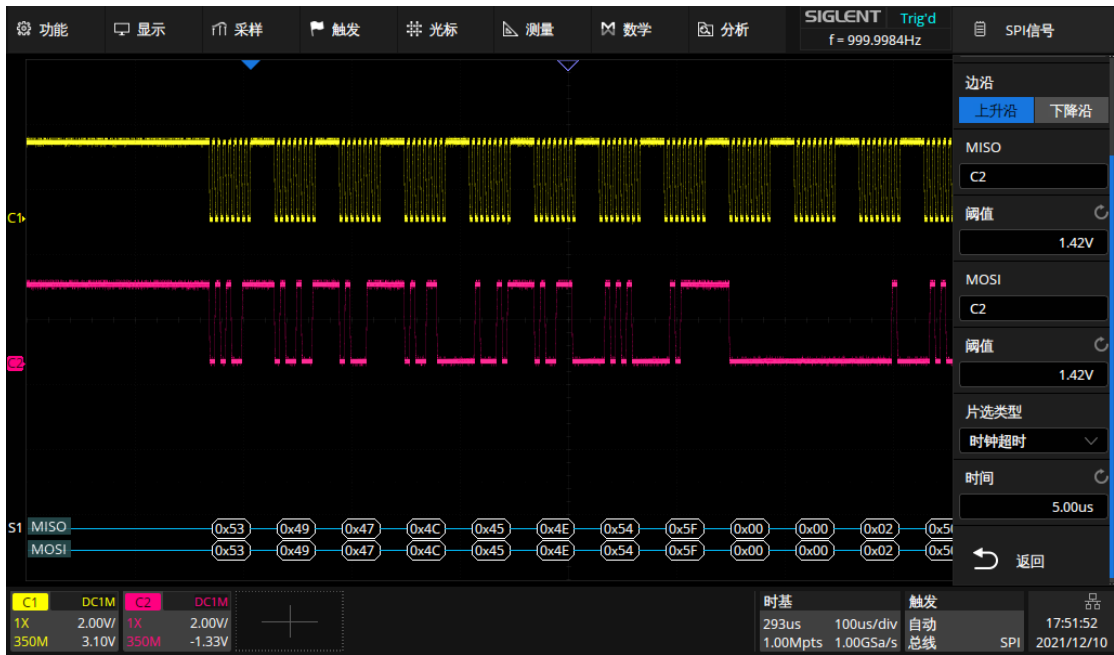 功能 显示 采样 触发 光标 测量 数学 分析 SIGLENT Trig'd SPI信号
f = 999.9984Hz
边沿
上升沿 下降沿
MISO
C2
阈值
1.42V
MOSI
C2
阈值
1.42V
片选类型
时钟超时
时间
5.00us
返回
C1
C2
S1 MISO 0x53 0x49 0x47 0x4C 0x45 0x4E 0x54 0x5F 0x00 0x00 0x02
MOSI 0x53 0x49 0x47 0x4C 0x45 0x4E 0x54 0x5F 0x00 0x00 0x02
C1 DC1M C2 DC1M 时基 触发
1X 2.00V/ 1X 2.00V/ 293us 100us/div 自动 17:51:52
350M 3.10V 350M -1.33V 1.00Mpts 1.00GSa/s 总线 SPI 2021/12/10